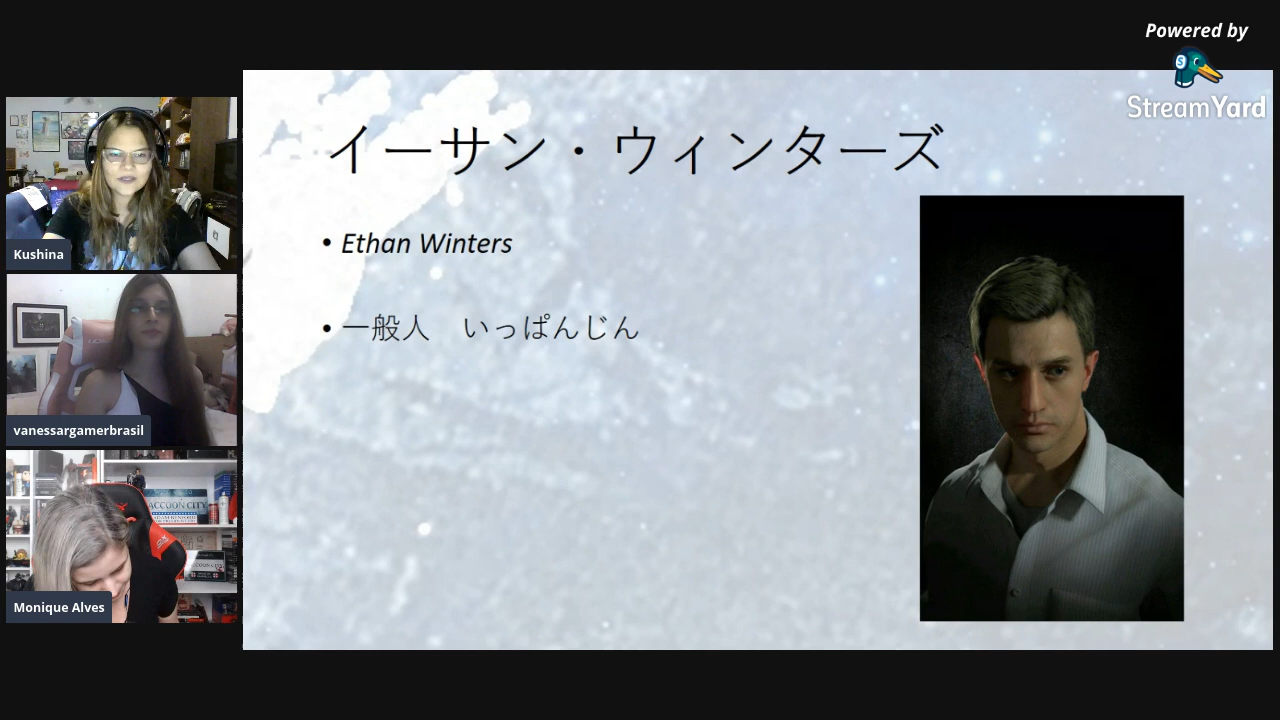 Powered by
StreamYard
イーサン・ウィンターズ
• Ethan Winters
• 一般人　いっぱんじん
Kushina
vanessargamerbrasil
Monique Alves
RACCOON CITY